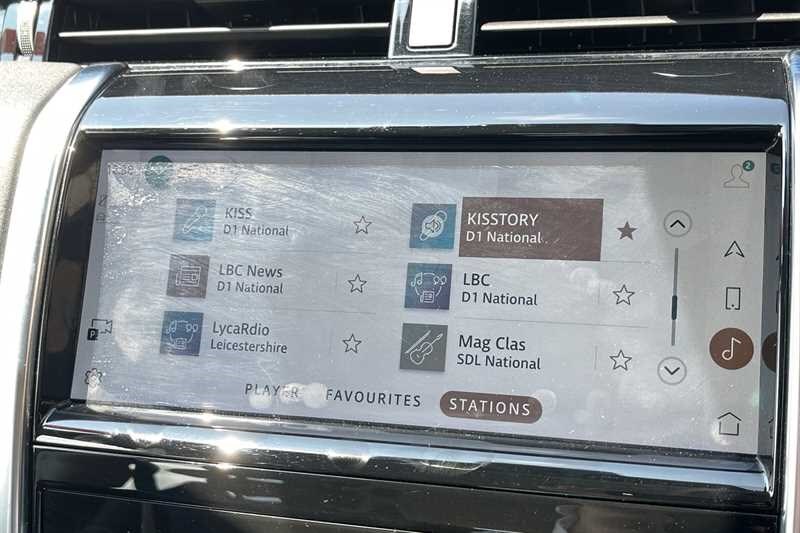 2
KISS
D1 National
KISSTORY
D1 National
LBC News
D1 National
LBC
D1 National
P
LycaRdio
Leicestershire
Mag Clas
SDL National
PLAYER
FAVOURITES
STATIONS